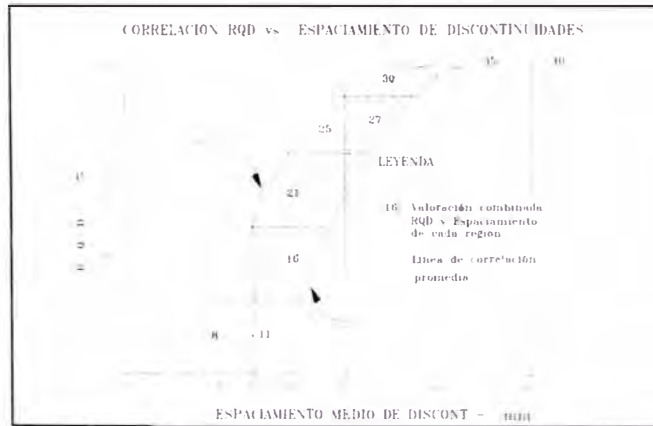 CORRELACION RQD vs ESPACIAMIENTO DE DISCONTINUIDADES
35
40
30
25
27
LEYENDA
21
16 Valoración combinada
RQD y Espaciamiento
de cada región
16
Línea de correlación
promedia
8
11
ESPACIAMIENTO MEDIO DE DISCONT -